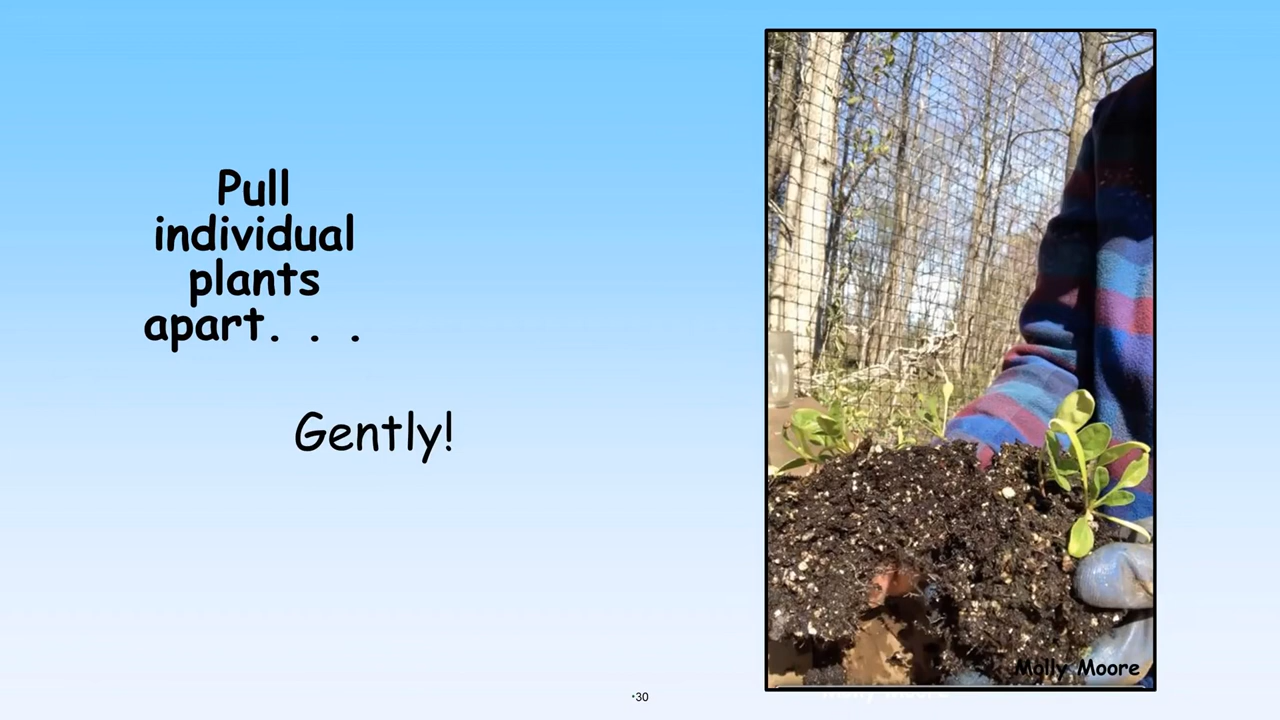 Pull
individual
plants
apart. . .
Gently!
Molly Moore
•30